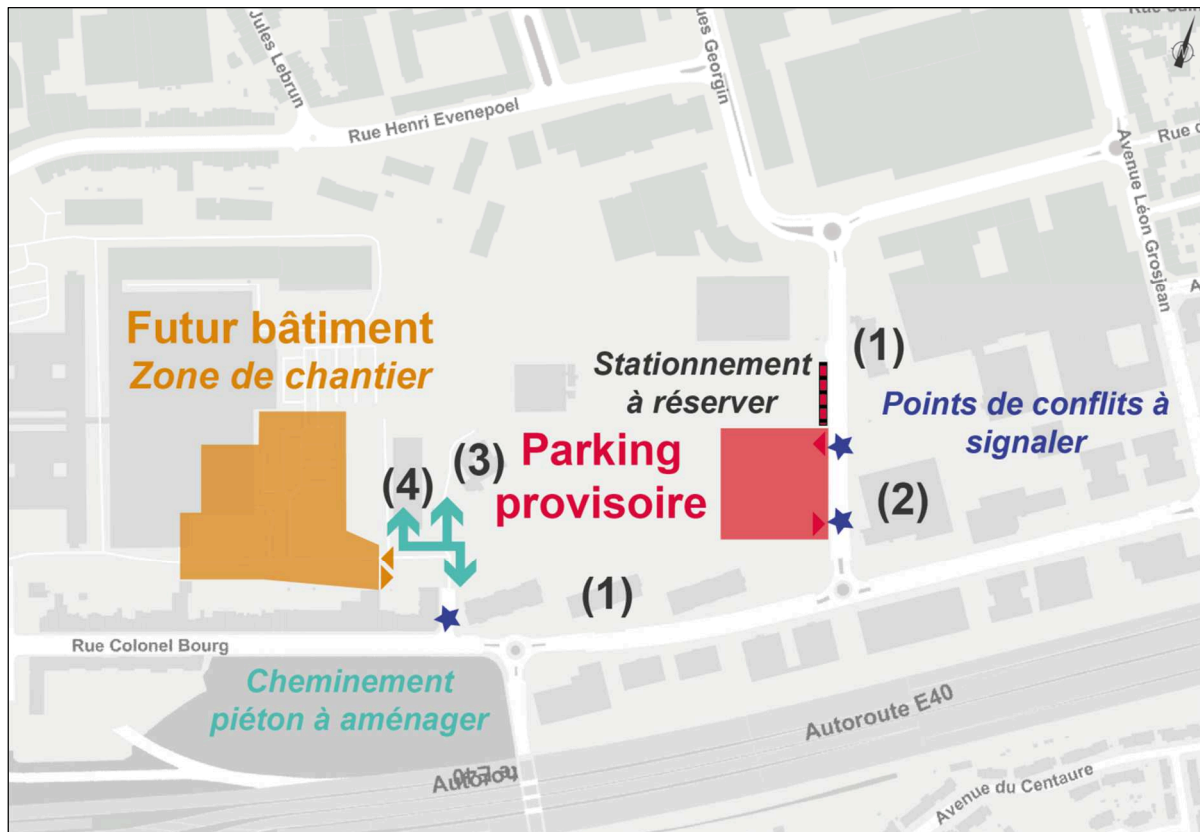 Jules Lebrun
Rue Henri Evenepoel
ues Georgin
Avenue Léon Grosjean
Futur bâtiment
Zone de chantier
Stationnement
à réserver
(1)
Points de conflits à
signaler
Parking
provisoire
(2)
(3)
(4)
(1)
Rue Colonel Bourg
Cheminement
piéton à aménager
Autoroute E40
Avenue du Centaure